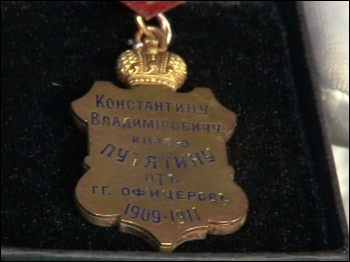 КОНСТАНТИНУ
ВЛАДИМІРОВИЧУ
КНЯЗЮ
ПУТЯТИНУ
ОТЪ
ГГ. ОФИЦЕРОВЪ
1909-1911